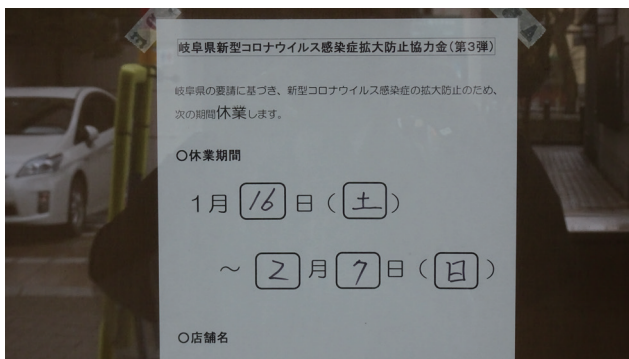 岐阜県新型コロナウイルス感染症拡大防止協力金(第3弾)
岐阜県の要請に基づき、新型コロナウイルス感染症の拡大防止のため、
次の期間休業します。
○休業期間
1月16日(土)
～2月7日(日)
○店舗名